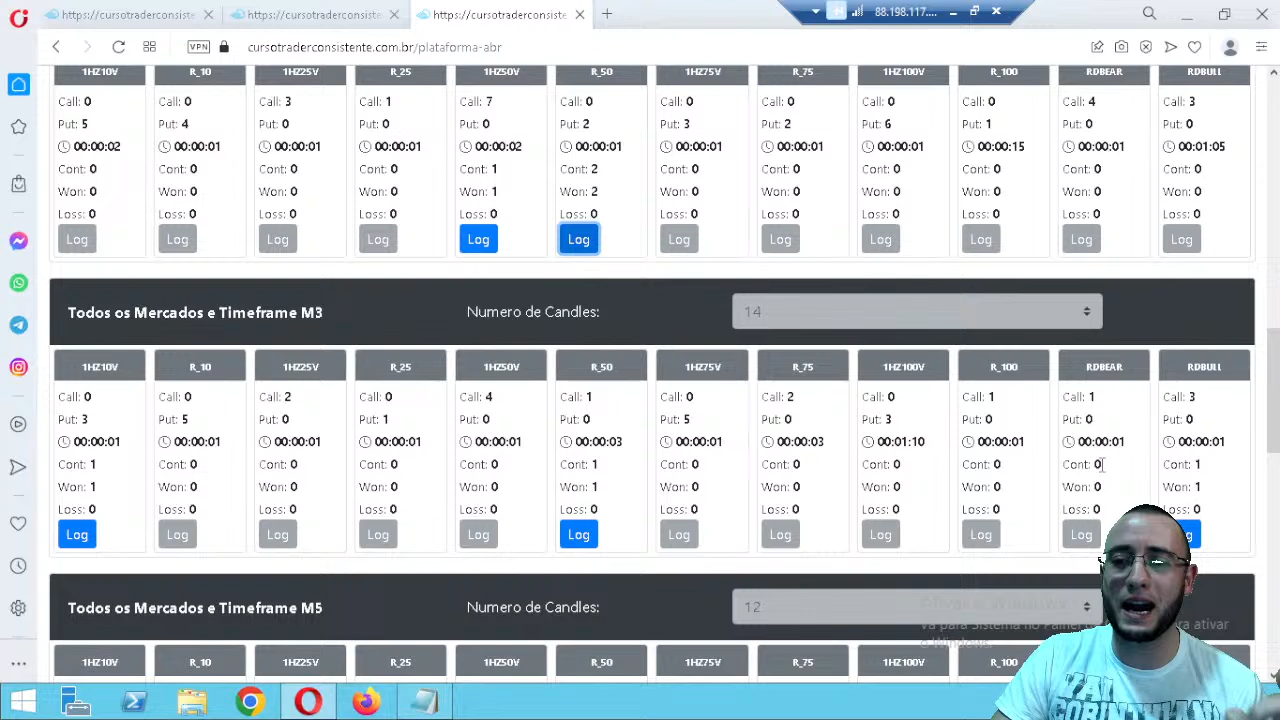 https://cursotraderconsiste
https://cursotraderconsiste
https://cursotraderconsiste
88.198.117....
VPN
cursotraderconsistente.com.br/plataforma-abr
1HZ10V R_10 1HZ25V R_25 1HZ50V R_50 1HZ75V R_75 1HZ100V R_100 RDBEAR RDBULL
Call: 0 Call: 0 Call: 3 Call: 1 Call: 7 Call: 0 Call: 0 Call: 0 Call: 0 Call: 0 Call: 4 Call: 3
Put: 5 Put: 4 Put: 0 Put: 0 Put: 0 Put: 2 Put: 3 Put: 2 Put: 6 Put: 1 Put: 0 Put: 0
00:00:02 00:00:01 00:00:01 00:00:01 00:00:02 00:00:01 00:00:01 00:00:01 00:00:01 00:00:15 00:00:01 00:01:05
Cont: 0 Cont: 0 Cont: 0 Cont: 0 Cont: 1 Cont: 2 Cont: 0 Cont: 0 Cont: 0 Cont: 0 Cont: 0 Cont: 0
Won: 0 Won: 0 Won: 0 Won: 0 Won: 1 Won: 2 Won: 0 Won: 0 Won: 0 Won: 0 Won: 0 Won: 0
Loss: 0 Loss: 0 Loss: 0 Loss: 0 Loss: 0 Loss: 0 Loss: 0 Loss: 0 Loss: 0 Loss: 0 Loss: 0 Loss: 0
Log Log Log Log Log Log Log Log Log Log Log Log
Todos os Mercados e Timeframe M3 Numero de Candles: 14
1HZ10V R_10 1HZ25V R_25 1HZ50V R_50 1HZ75V R_75 1HZ100V R_100 RDBEAR RDBULL
Call: 0 Call: 0 Call: 2 Call: 0 Call: 4 Call: 1 Call: 0 Call: 2 Call: 0 Call: 1 Call: 1 Call: 3
Put: 3 Put: 5 Put: 0 Put: 1 Put: 0 Put: 0 Put: 5 Put: 0 Put: 3 Put: 0 Put: 0 Put: 0
00:00:01 00:00:01 00:00:01 00:00:01 00:00:01 00:00:03 00:00:01 00:00:03 00:01:10 00:00:01 00:00:01 00:00:01
Cont: 1 Cont: 0 Cont: 0 Cont: 0 Cont: 0 Cont: 1 Cont: 0 Cont: 0 Cont: 0 Cont: 0 Cont: 0 Cont: 1
Won: 1 Won: 0 Won: 0 Won: 0 Won: 0 Won: 1 Won: 0 Won: 0 Won: 0 Won: 0 Won: 0 Won: 1
Loss: 0 Loss: 0 Loss: 0 Loss: 0 Loss: 0 Loss: 0 Loss: 0 Loss: 0 Loss: 0 Loss: 0 Loss: 0 Loss: 0
Log Log Log Log Log Log Log Log Log Log Log
Todos os Mercados e Timeframe M5 Numero de Candles: 12
Ativar o Windows
Vá para Sistema no Painel ra ativar
o Windows.
1HZ10V R_10 1HZ25V R_25 1HZ50V R_50 1HZ75V R_75 1HZ100V R_100
VAI
CORINTHIAN